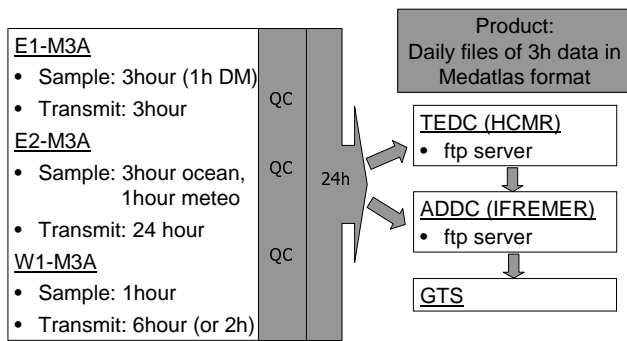 E1-M3A
• Sample: 3hour (1h DM)
• Transmit: 3hour
E2-M3A
• Sample: 3hour ocean,
1hour meteo
• Transmit: 24 hour
W1-M3A
• Sample: 1hour
• Transmit: 6hour (or 2h)
QC
QC
QC
24h
Product:
Daily files of 3h data in
Medatlas format
TEDC (HCMR)
• ftp server
ADDC (IFREMER)
• ftp server
GTS